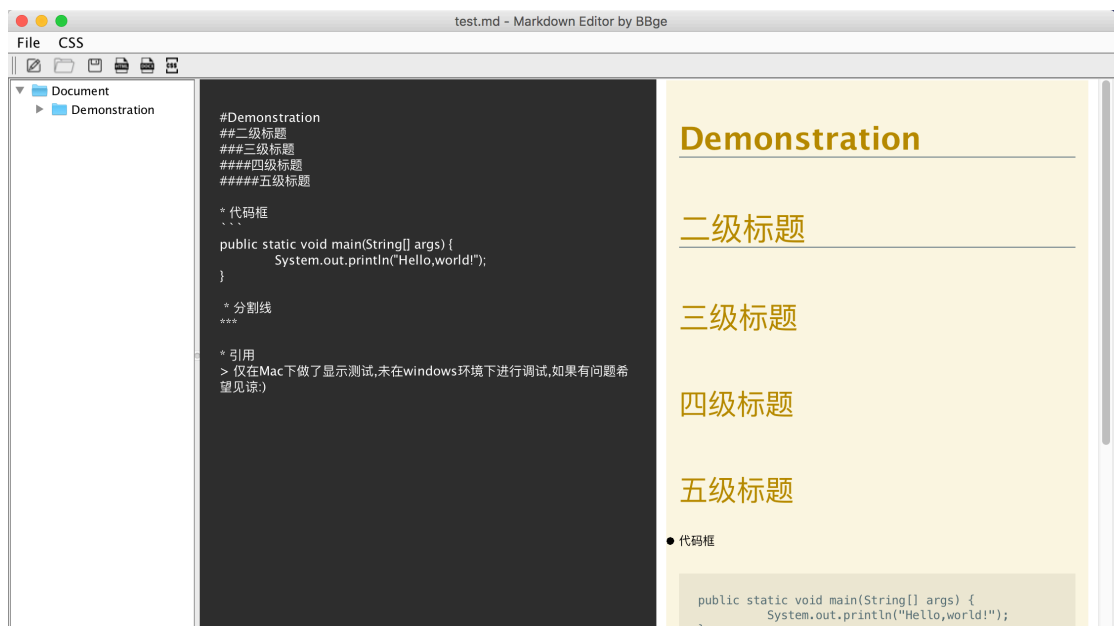 test.md - Markdown Editor by BBge
File CSS
HTML DOCX CSS
Document
Demonstration
#Demonstration
##二级标题
###三级标题
####四级标题
#####五级标题
* 代码框
```
public static void main(String[] args) {
System.out.println("Hello,world!");
}
* 分割线
***
* 引用
> 仅在Mac下做了显示测试,未在windows环境下进行调试,如果有问题希
望见谅:)
Demonstration
二级标题
三级标题
四级标题
五级标题
● 代码框
public static void main(String[] args) {
System.out.println("Hello,world!");